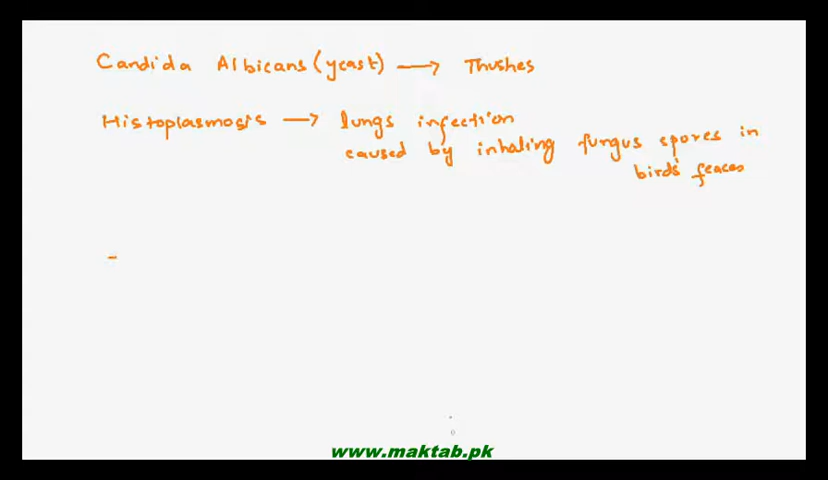 Candida Albicans (yeast) ⟶ Thushes
Histoplasmosis ⟶ lungs infection
caused by inhaling fungus spores in
birds feaces
www.maktab.pk